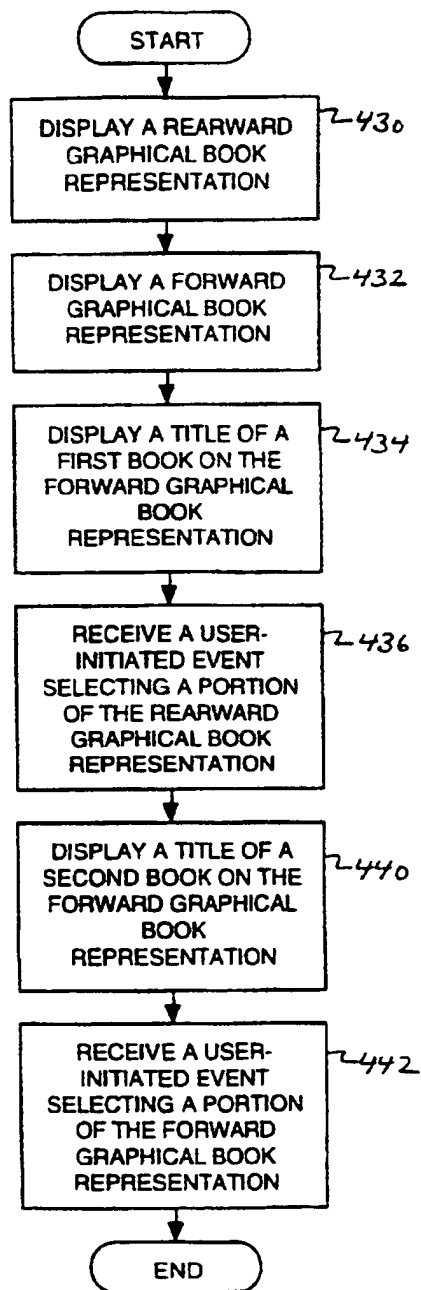 START
DISPLAY A REARWARD
GRAPHICAL BOOK
REPRESENTATION
430
DISPLAY A FORWARD
GRAPHICAL BOOK
REPRESENTATION
432
DISPLAY A TITLE OF A
FIRST BOOK ON THE
FORWARD GRAPHICAL
BOOK
REPRESENTATION
434
RECEIVE A USER-
INITIATED EVENT
SELECTING A PORTION
OF THE REARWARD
GRAPHICAL BOOK
REPRESENTATION
436
DISPLAY A TITLE OF A
SECOND BOOK ON THE
FORWARD GRAPHICAL
BOOK
REPRESENTATION
440
RECEIVE A USER-
INITIATED EVENT
SELECTING A PORTION
OF THE FORWARD
GRAPHICAL BOOK
REPRESENTATION
442
END